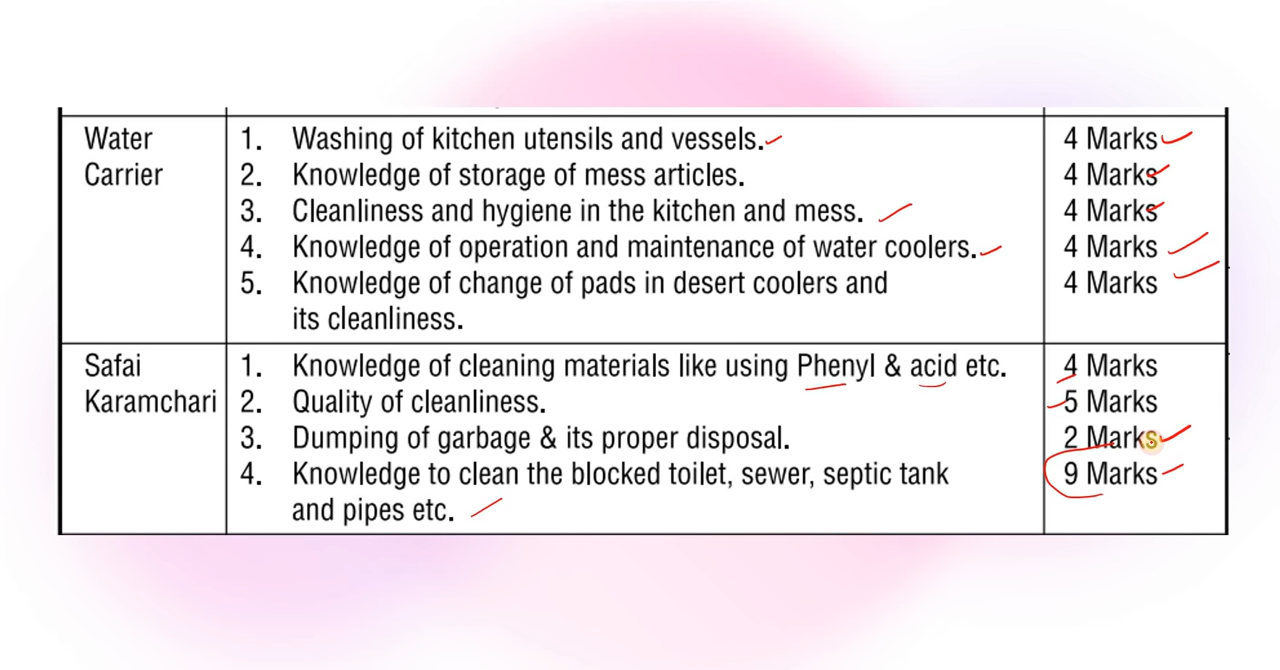 Water 1. Washing of kitchen utensils and vessels. 4 Marks
Carrier 2. Knowledge of storage of mess articles. 4 Marks
3. Cleanliness and hygiene in the kitchen and mess. 4 Marks
4. Knowledge of operation and maintenance of water coolers. 4 Marks
5. Knowledge of change of pads in desert coolers and 4 Marks
its cleanliness.
Safai 1. Knowledge of cleaning materials like using Phenyl & acid etc. 4 Marks
Karamchari 2. Quality of cleanliness. 5 Marks
3. Dumping of garbage & its proper disposal. 2 Marks
4. Knowledge to clean the blocked toilet, sewer, septic tank 9 Marks
and pipes etc.